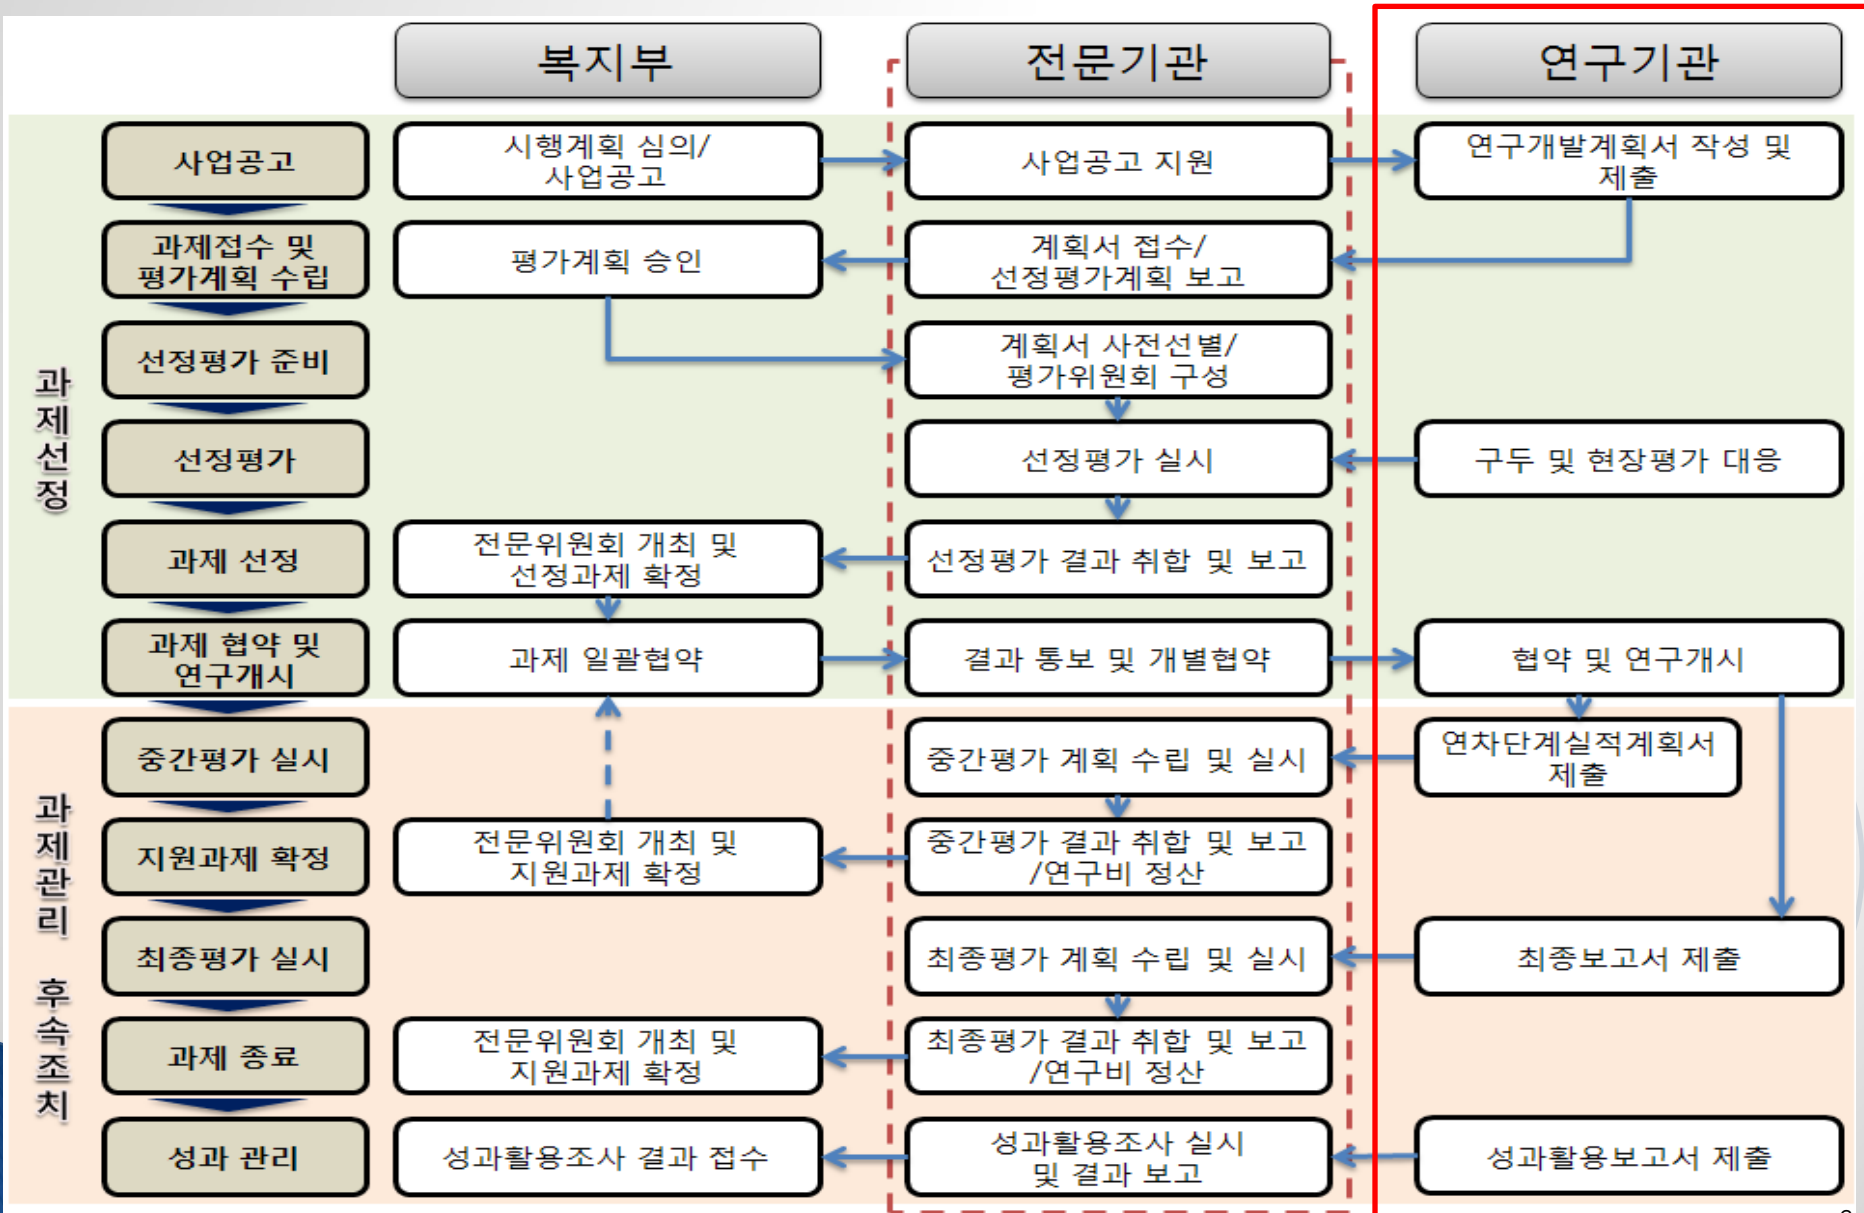 복지부
전문기관
연구기관
사업공고
시행계획 심의/
사업공고
사업공고 지원
연구개발계획서 작성 및
제출
과제접수 및
평가계획 수립
평가계획 승인
계획서 접수/
선정평가계획 보고
선정평가 준비
계획서 사전선별/
평가위원회 구성
과제선정
선정평가
선정평가 실시
구두 및 현장평가 대응
과제 선정
전문위원회 개최 및
선정과제 확정
선정평가 결과 취합 및 보고
과제 협약 및
연구개시
과제 일괄협약
결과 통보 및 개별협약
협약 및 연구개시
중간평가 실시
중간평가 계획 수립 및 실시
연차단계실적계획서
제출
과제관리 후속조치
지원과제 확정
전문위원회 개최 및
지원과제 확정
중간평가 결과 취합 및 보고
/연구비 정산
최종평가 실시
최종평가 계획 수립 및 실시
최종보고서 제출
과제 종료
전문위원회 개최 및
지원과제 확정
최종평가 결과 취합 및 보고
/연구비 정산
성과 관리
성과활용조사 결과 접수
성과활용조사 실시
및 결과 보고
성과활용보고서 제출